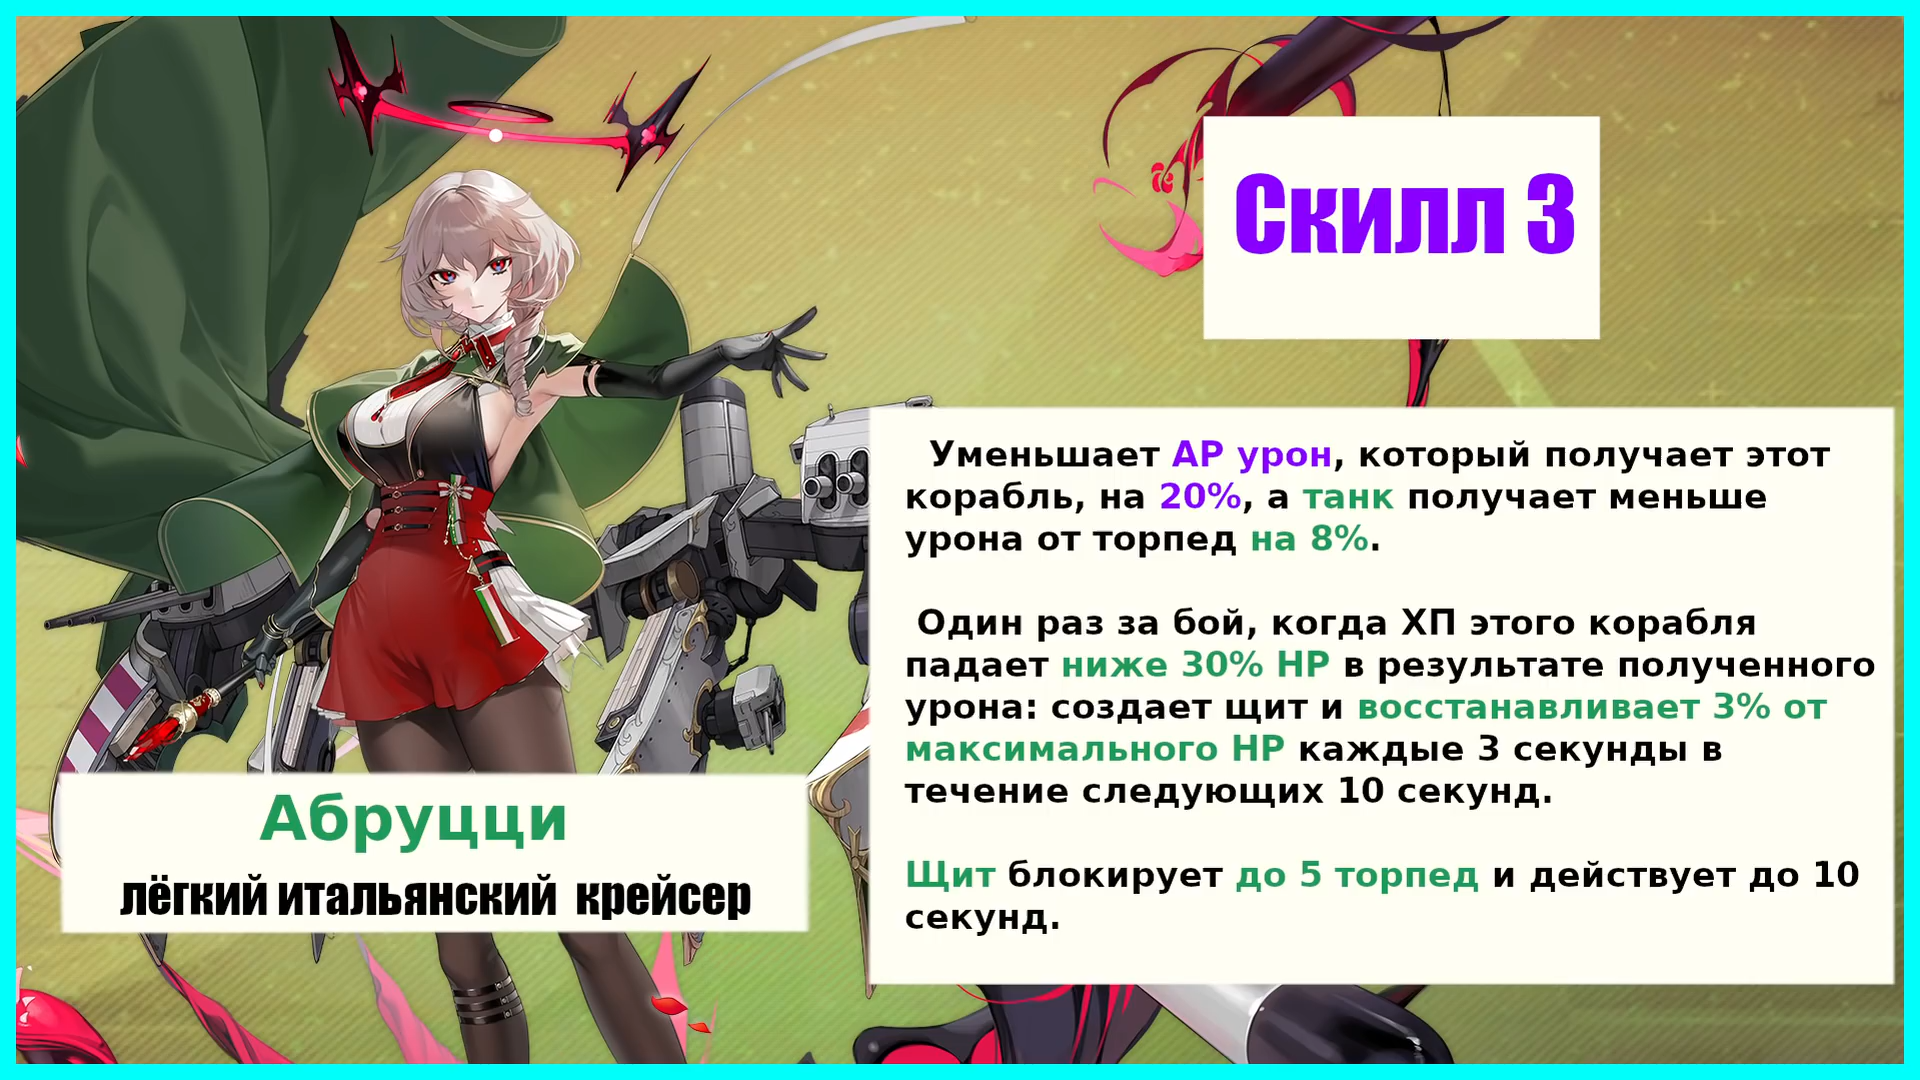 Скилл 3
Уменьшает АР урон, который получает этот
корабль, на 20%, а танк получает меньше
урона от торпед на 8%.
Один раз за бой, когда ХП этого корабля
падает ниже 30% HP в результате полученного
урона: создает щит и восстанавливает 3% от
максимального HP каждые 3 секунды в
течение следующих 10 секунд.
Щит блокирует до 5 торпед и действует до 10
секунд.
Абруцци
лёгкий итальянский крейсер